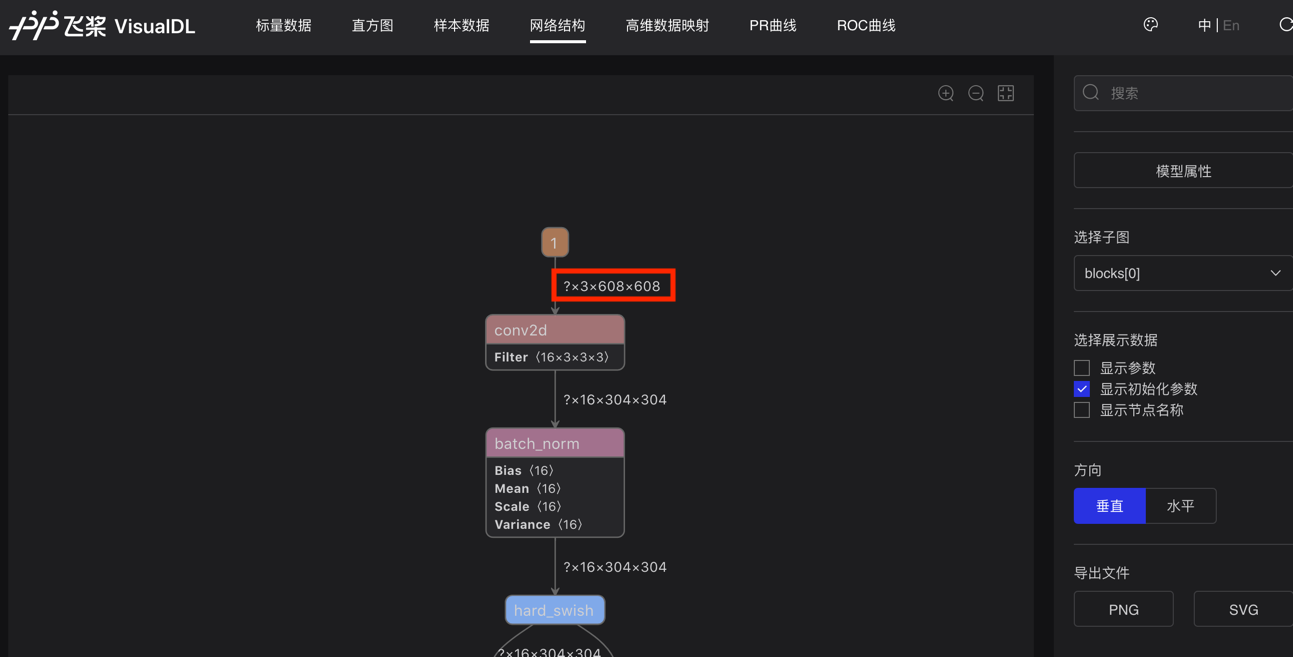 飞桨 VisualDL
标量数据 直方图 样本数据 网络结构 高维数据映射 PR曲线 ROC曲线 中 | En
搜索
模型属性
选择子图
blocks[0]
选择展示数据
显示参数
显示初始化参数
显示节点名称
方向
垂直 水平
导出文件
PNG SVG
1
?×3×608×608
conv2d
Filter 〈16×3×3×3〉
?×16×304×304
batch_norm
Bias 〈16〉
Mean 〈16〉
Scale 〈16〉
Variance 〈16〉
?×16×304×304
hard_swish
?×16×304×304